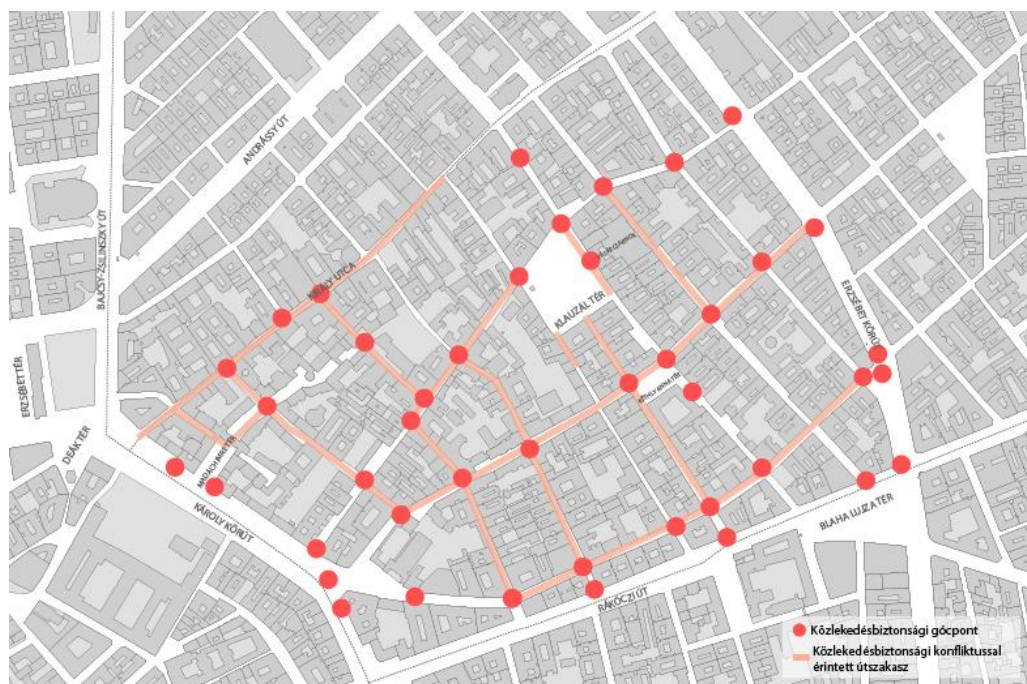 ANDRÁSSY ÚT
BAJCSY-ZSILINSZKY ÚT
KIRÁLY UTCA
KLAUZÁL TÉR
ERZSÉBET KÖRÚT
ERZSÉBET TÉR
DEÁK TÉR
KÁROLY KÖRÚT
BLAHA LUJZA TÉR
RÁKÓCZI ÚT
Közlekedésbiztonsági gócpont
Közlekedésbiztonsági konfliktussal
érintett útszakasz